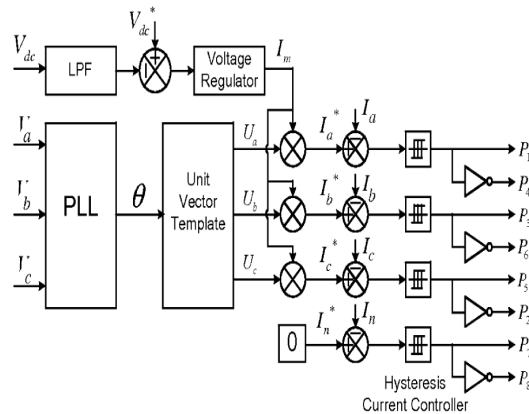 V_dc*
V_dc
LPF
Voltage Regulator
I_m
V_a
V_b
V_c
PLL
θ
Unit Vector Template
U_a
U_b
U_c
I_a*
I_a
I_b*
I_b
I_c*
I_c
0
I_n*
I_n
Hysteresis
Current Controller
P_1
P_4
P_3
P_6
P_5
P_2
P_7
P_8